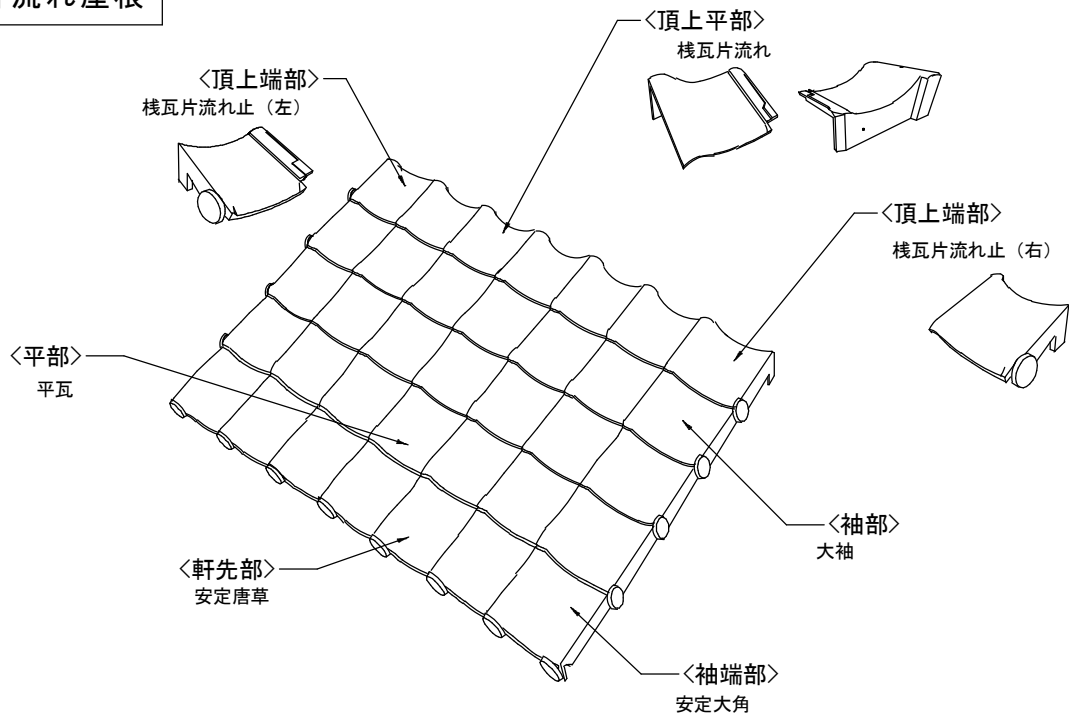 流れ屋根
<頂上平部>
桟瓦片流れ
<頂上端部>
桟瓦片流れ止（左）
<頂上端部>
桟瓦片流れ止（右）
<平部>
平瓦
<袖部>
大袖
<軒先部>
安定唐草
<袖端部>
安定大角